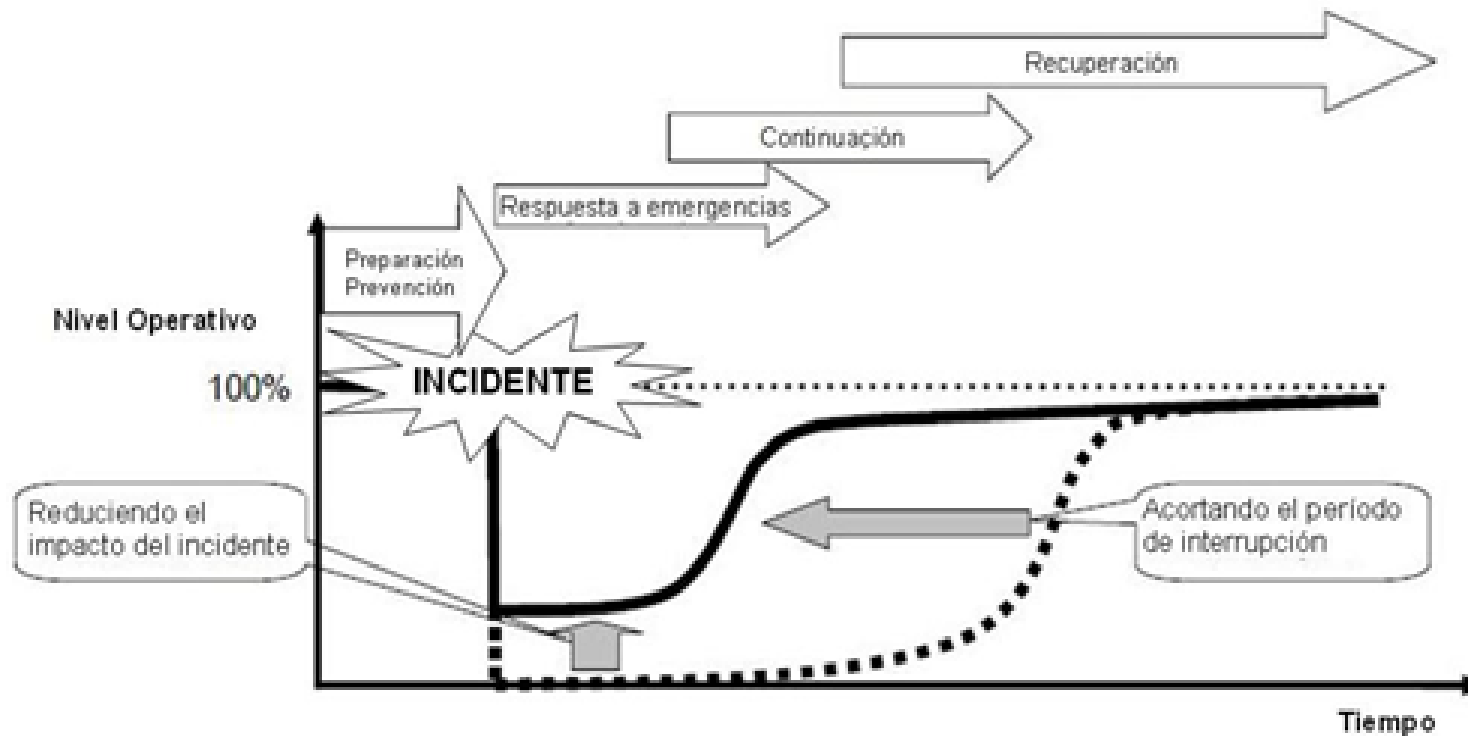 Recuperación
Continuación
Respuesta a emergencias
Preparación
Prevención
Nivel Operativo
100%
INCIDENTE
Reduciendo el
impacto del incidente
Acortando el período
de interrupción
Tiempo